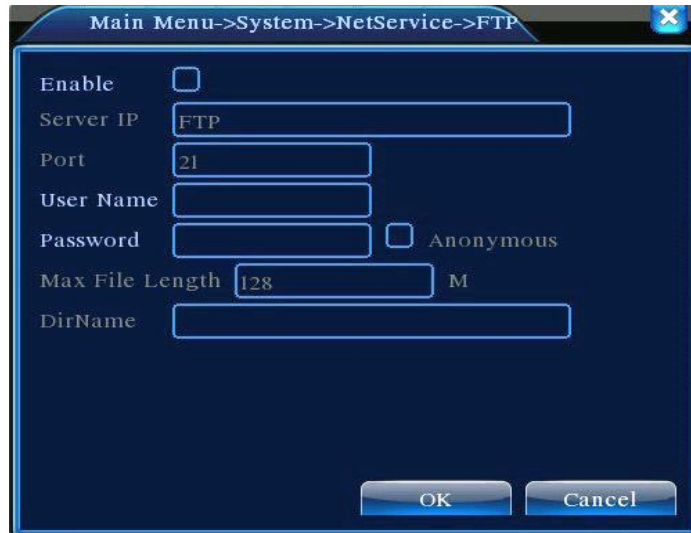 Main Menu->System->NetService->FTP
Enable
Server IP FTP
Port 21
User Name
Password Anonymous
Max File Length 128 M
DirName
OK Cancel